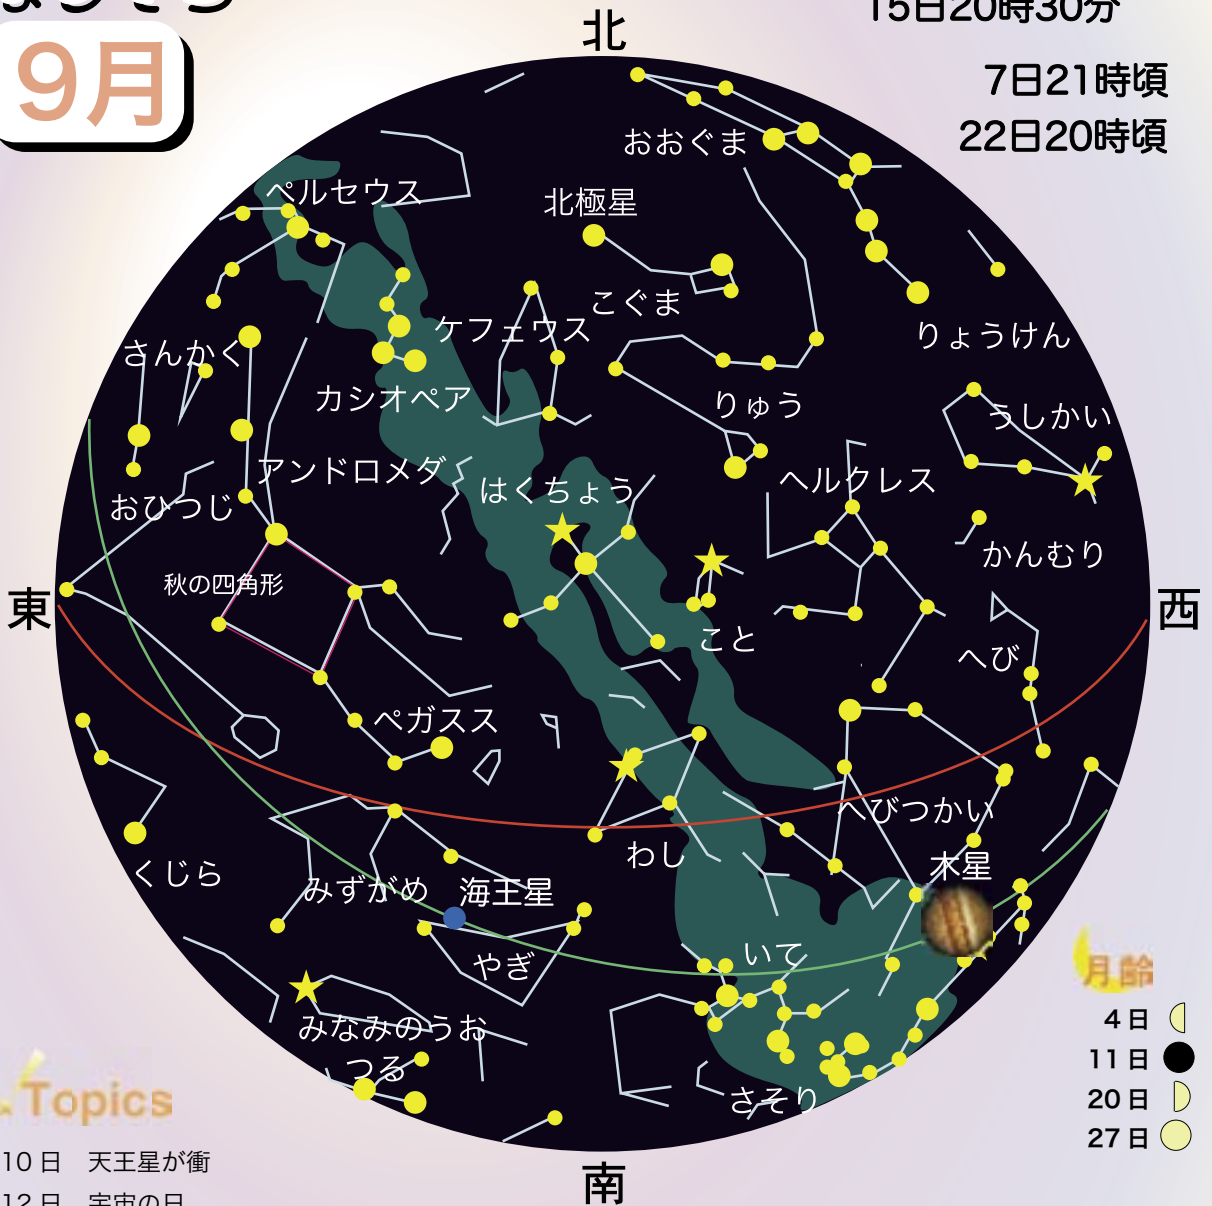 9月
15日20時30分
7日21時頃
22日20時頃
北
おおぐま
ペルセウス
北極星
こぐま
ケフェウス
りょうけん
さんかく
カシオペア
りゅう
うしかい
アンドロメダ
はくちょう
ヘルクレス
おひつじ
かんむり
秋の四角形
東
西
こと
へび
ペガスス
へびつかい
わし
木星
くじら
みずがめ
海王星
いて
やぎ
月齢
みなみのうお
つる
さそり
4日
11日
20日
27日
南
Topics
10日 天王星が衝
12日 宇宙の日